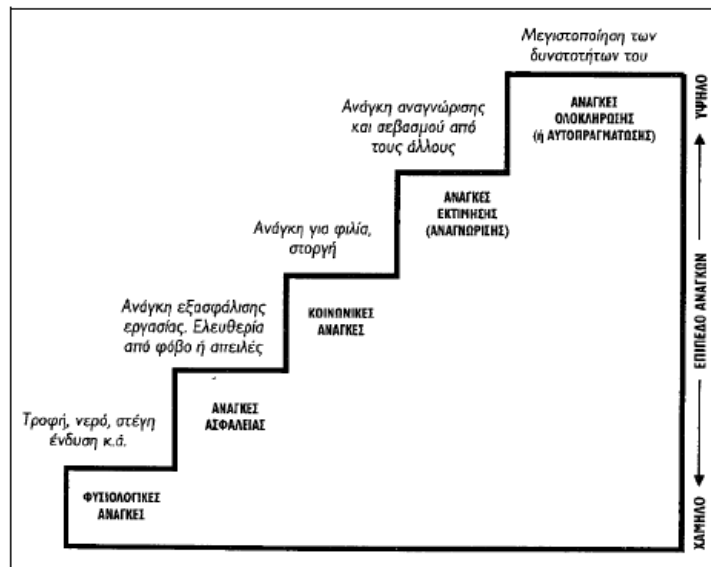 Μεγιστοποίηση των
δυνατοτήτων του
ΑΝΑΓΚΕΣ
ΟΛΟΚΛΗΡΩΣΗΣ
(ή ΑΥΤΟΠΡΑΓΜΑΤΩΣΗΣ)
Ανάγκη αναγνώρισης
και σεβασμού από
τους άλλους
ΑΝΑΓΚΕΣ
ΕΚΤΙΜΗΣΗΣ
(ΑΝΑΓΝΩΡΙΣΗΣ)
Ανάγκη για φιλία,
στοργή
ΚΟΙΝΩΝΙΚΕΣ
ΑΝΑΓΚΕΣ
Ανάγκη εξασφάλισης
εργασίας. Ελευθερία
από φόβο ή απειλές
ΑΝΑΓΚΕΣ
ΑΣΦΑΛΕΙΑΣ
Τροφή, νερό, στέγη
ένδυση κ.ά.
ΦΥΣΙΟΛΟΓΙΚΕΣ
ΑΝΑΓΚΕΣ
ΥΨΗΛΟ
ΕΠΙΠΕΔΟ ΑΝΑΓΚΩΝ
ΧΑΜΗΛΟ